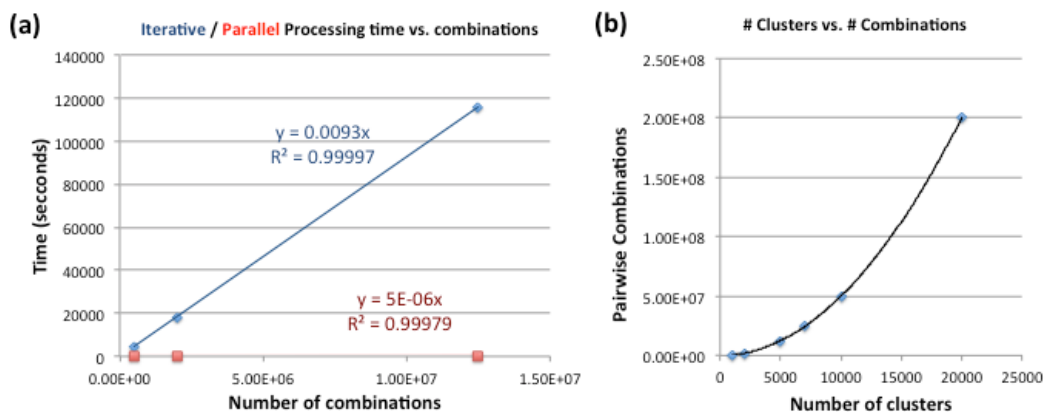 (a)
Iterative / Parallel Processing time vs. combinations
140000
120000
100000
80000
60000
40000
20000
0
Time (secconds)
y = 0.0093x
R² = 0.99997
y = 5E-06x
R² = 0.99979
0.00E+00 5.00E+06 1.00E+07 1.50E+07
Number of combinations
(b)
# Clusters vs. # Combinations
2.50E+08
2.00E+08
1.50E+08
1.00E+08
5.00E+07
0.00E+00
Pairwise Combinations
0 5000 10000 15000 20000 25000
Number of clusters